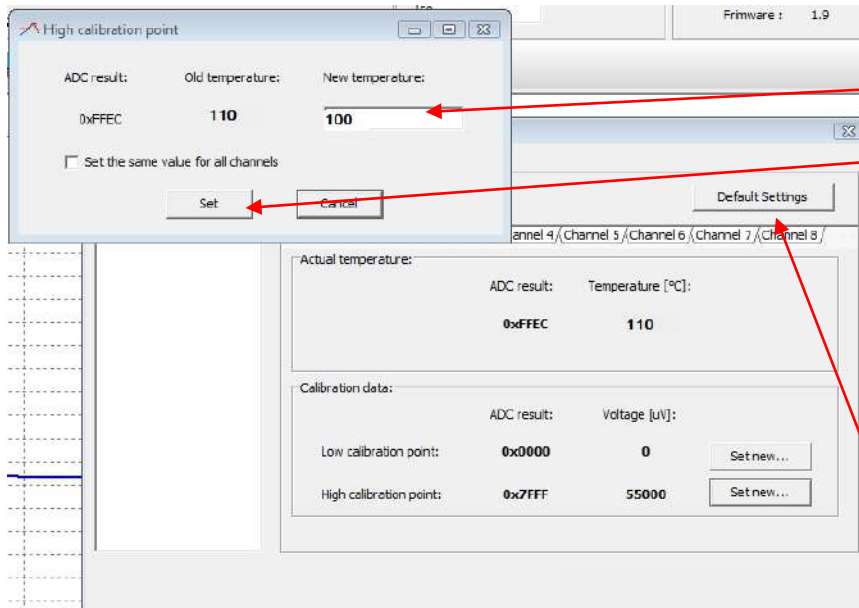 Frimware : 1.9
High calibration point
ADC result: Old temperature: New temperature:
0xFFEC 110 100
Set the same value for all channels
Set Cancel
Default Settings
Channel 5 Channel 6 Channel 7 Channel 8
Actual temperature:
ADC result: Temperature [°C]:
0xFFEC 110
Calibration data:
ADC result: Voltage [uV]:
Low calibration point: 0x0000 0 Set new...
High calibration point: 0x7FFF 55000 Set new...